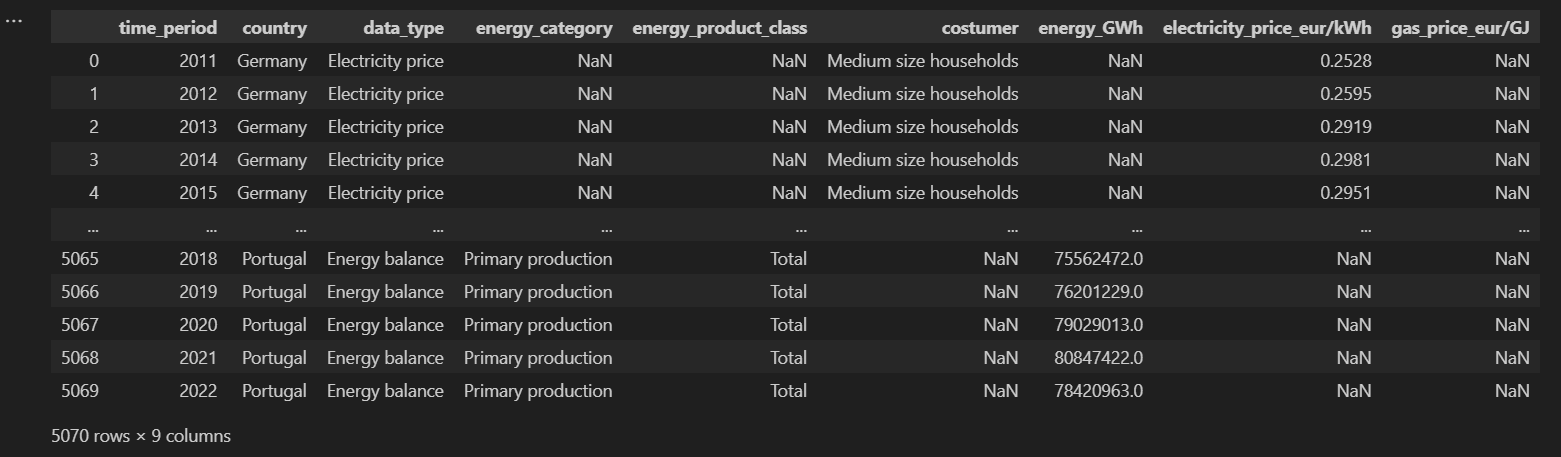 ...
time_period country data_type energy_category energy_product_class costumer energy_GWh electricity_price_eur/kWh gas_price_eur/GJ
0 2011 Germany Electricity price NaN NaN Medium size households NaN 0.2528 NaN
1 2012 Germany Electricity price NaN NaN Medium size households NaN 0.2595 NaN
2 2013 Germany Electricity price NaN NaN Medium size households NaN 0.2919 NaN
3 2014 Germany Electricity price NaN NaN Medium size households NaN 0.2981 NaN
4 2015 Germany Electricity price NaN NaN Medium size households NaN 0.2951 NaN
... ... ... ... ... ... ... ... ... ...
5065 2018 Portugal Energy balance Primary production Total NaN 75562472.0 NaN NaN
5066 2019 Portugal Energy balance Primary production Total NaN 76201229.0 NaN NaN
5067 2020 Portugal Energy balance Primary production Total NaN 79029013.0 NaN NaN
5068 2021 Portugal Energy balance Primary production Total NaN 80847422.0 NaN NaN
5069 2022 Portugal Energy balance Primary production Total NaN 78420963.0 NaN NaN
5070 rows × 9 columns